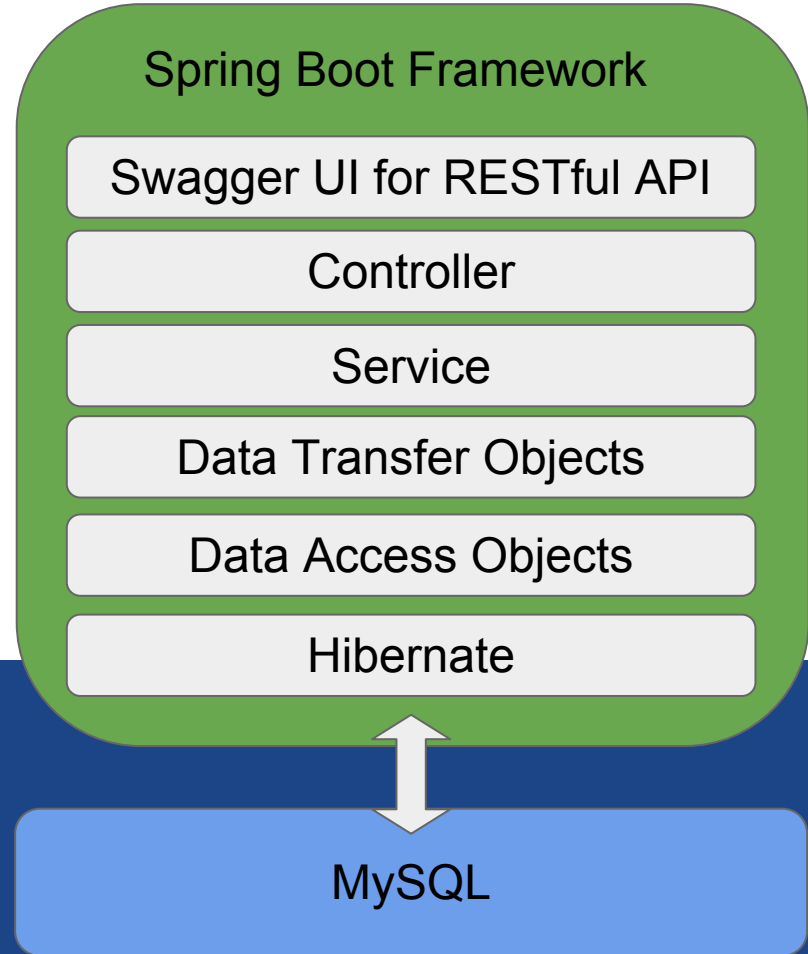 Spring Boot Framework
Swagger UI for RESTful API
Controller
Service
Data Transfer Objects
Data Access Objects
Hibernate
MySQL